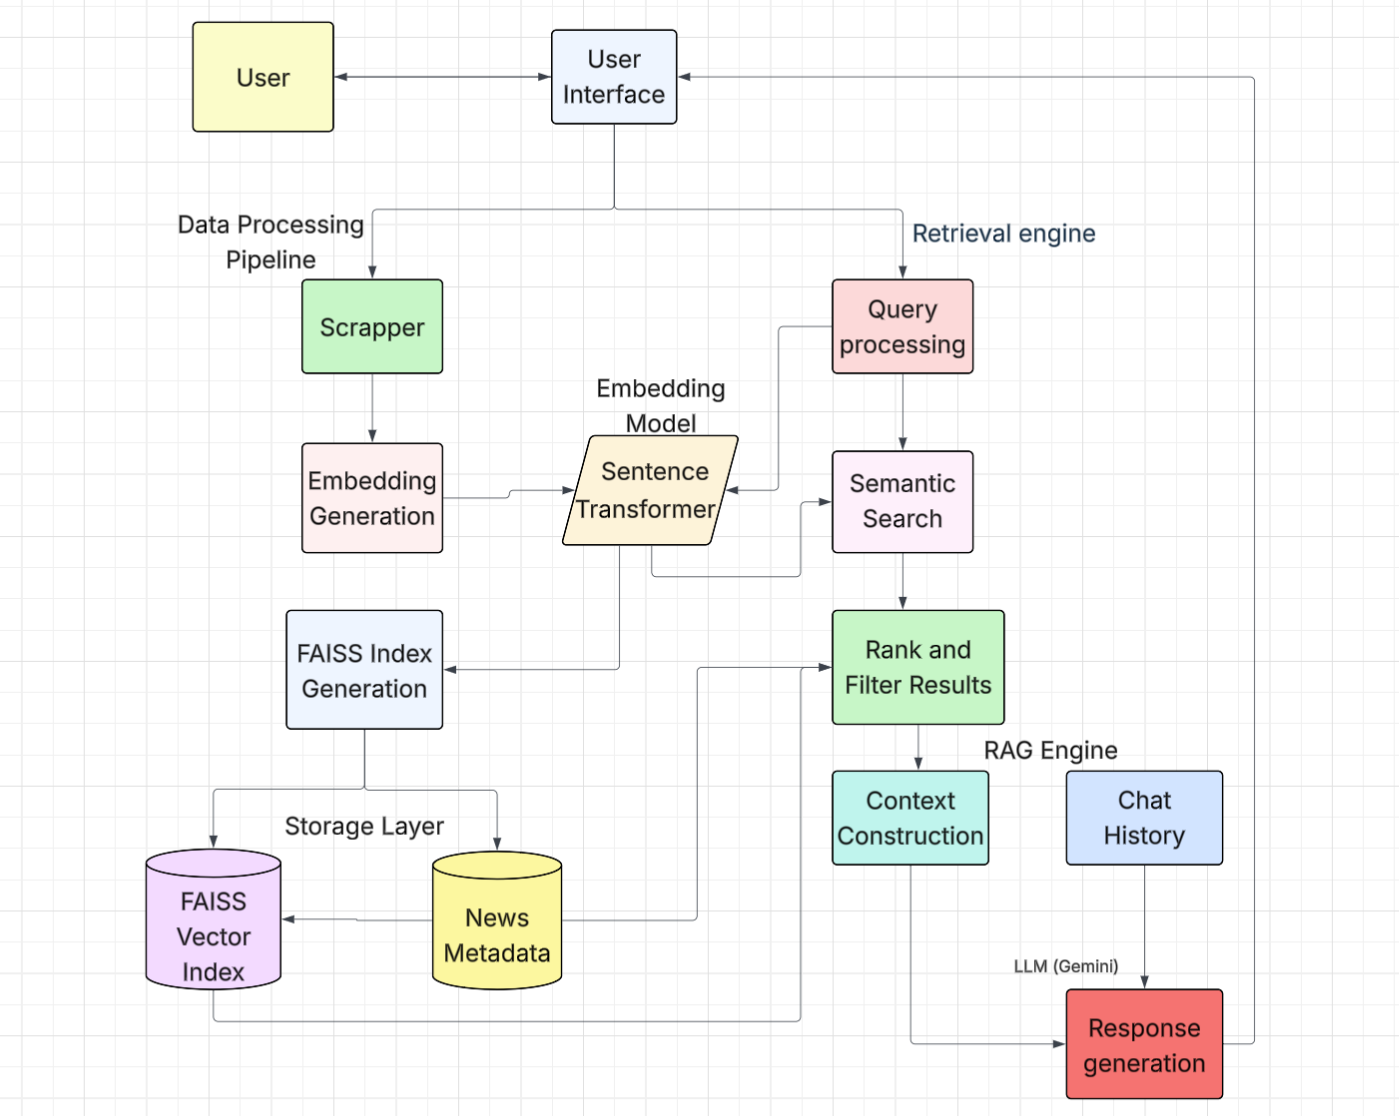 User
User
Interface
Data Processing
Pipeline
Retrieval engine
Scrapper
Query
processing
Embedding
Model
Embedding
Generation
Sentence
Transformer
Semantic
Search
FAISS Index
Generation
Rank and
Filter Results
RAG Engine
Context
Construction
Chat
History
Storage Layer
FAISS
Vector
Index
News
Metadata
LLM (Gemini)
Response
generation